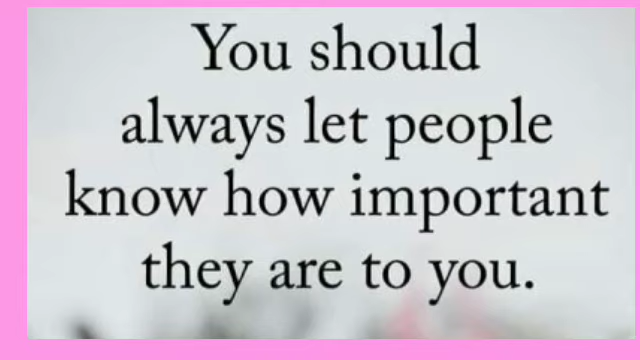 You should
always let people
know how important
they are to you.